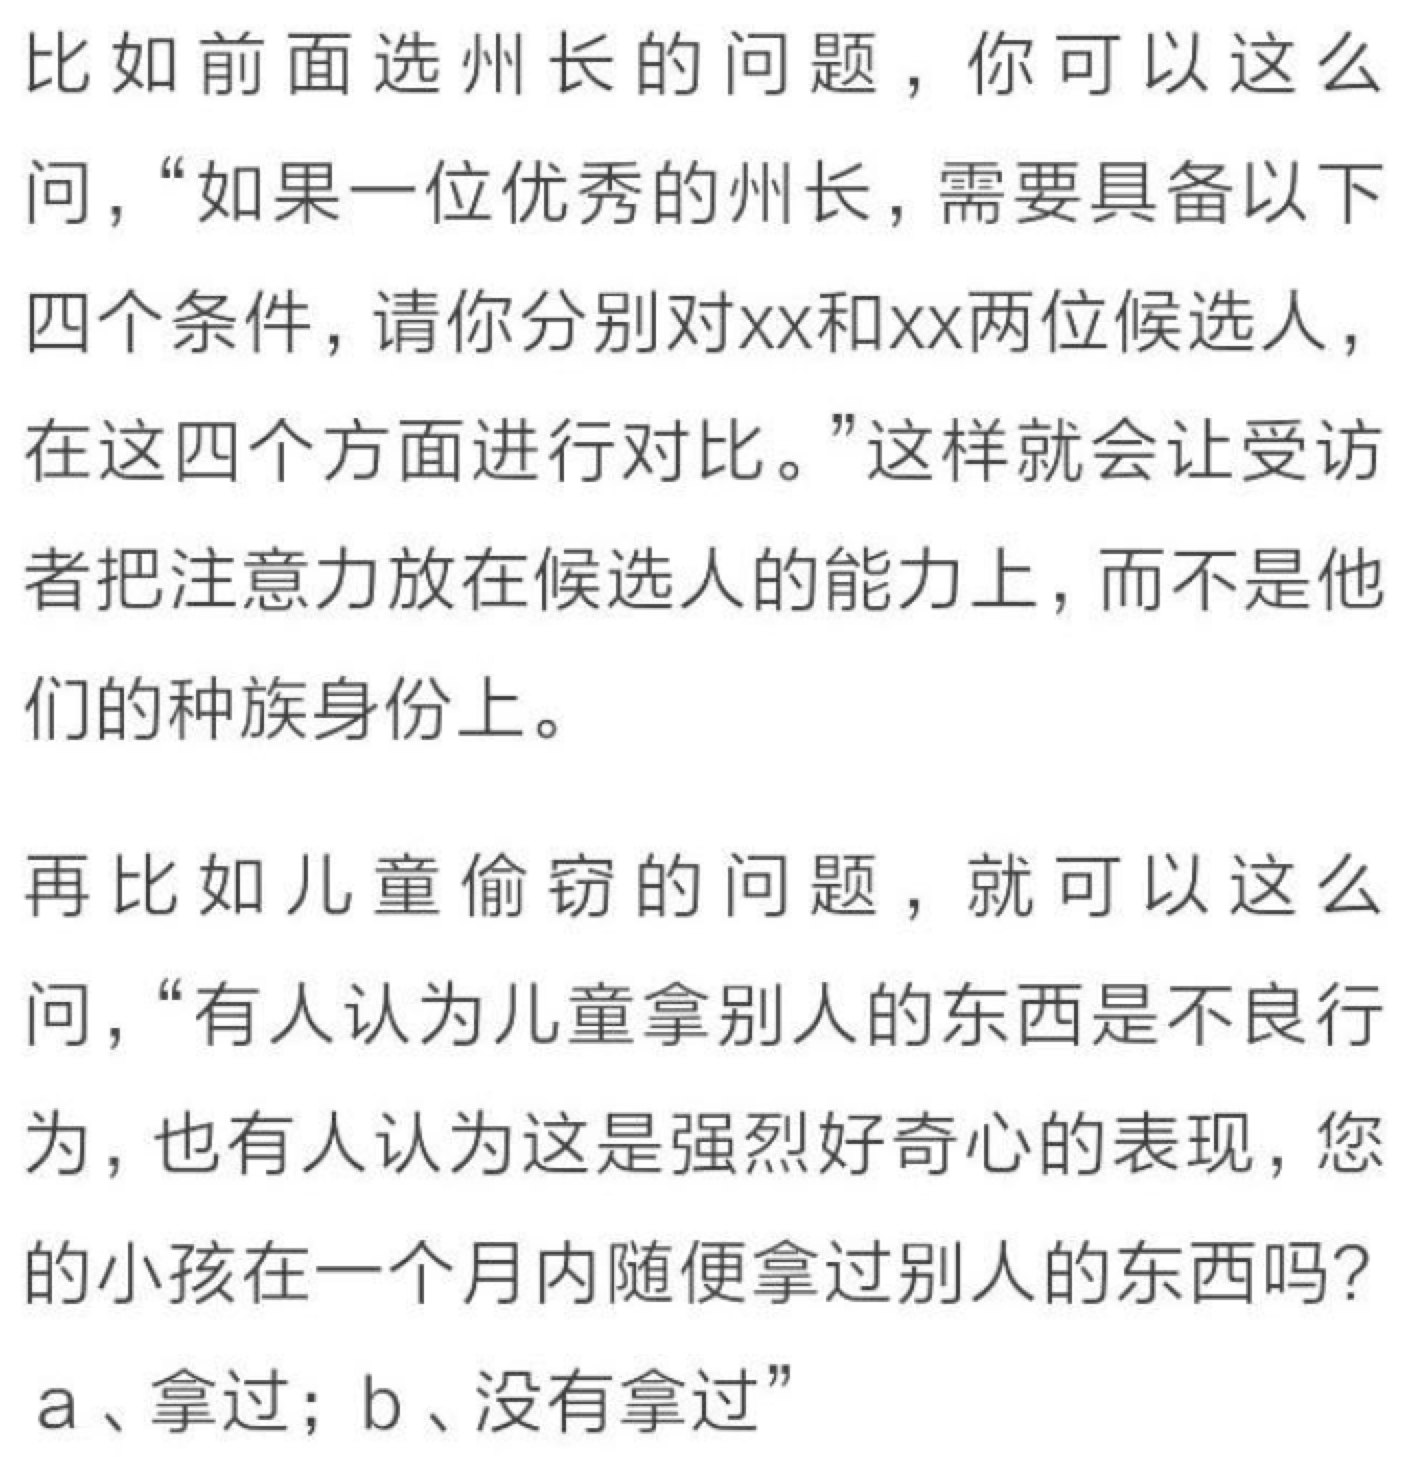 比如前面选州长的问题，你可以这么
问，“如果一位优秀的州长，需要具备以下
四个条件，请你分别对xx和xx两位候选人，
在这四个方面进行对比。”这样就会让受访
者把注意力放在候选人的能力上，而不是他
们的种族身份上。
再比如儿童偷窃的问题，就可以这么
问，“有人认为儿童拿别人的东西是不良行
为，也有人认为这是强烈好奇心的表现，您
的小孩在一个月内随便拿过别人的东西吗？
a、拿过；b、没有拿过”